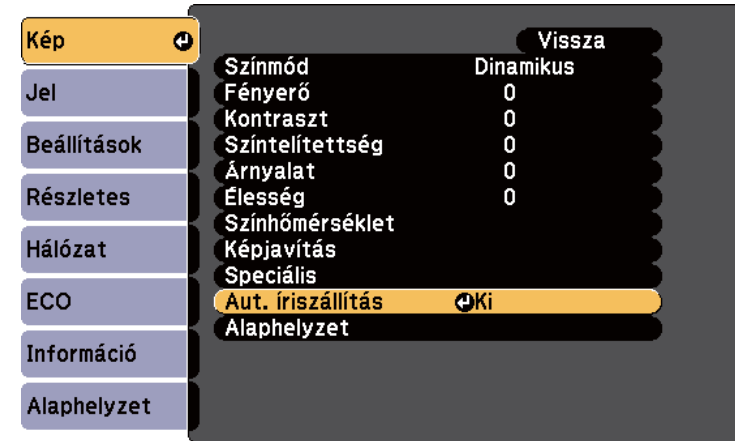 Kép
Jel
Beállítások
Részletes
Hálózat
ECO
Információ
Alaphelyzet
Vissza
Színmód Dinamikus
Fényerő 0
Kontraszt 0
Színtelítettség 0
Árnyalat 0
Élesség 0
Színhőmérséklet
Képjavítás
Speciális
Aut. íriszállítás Ki
Alaphelyzet